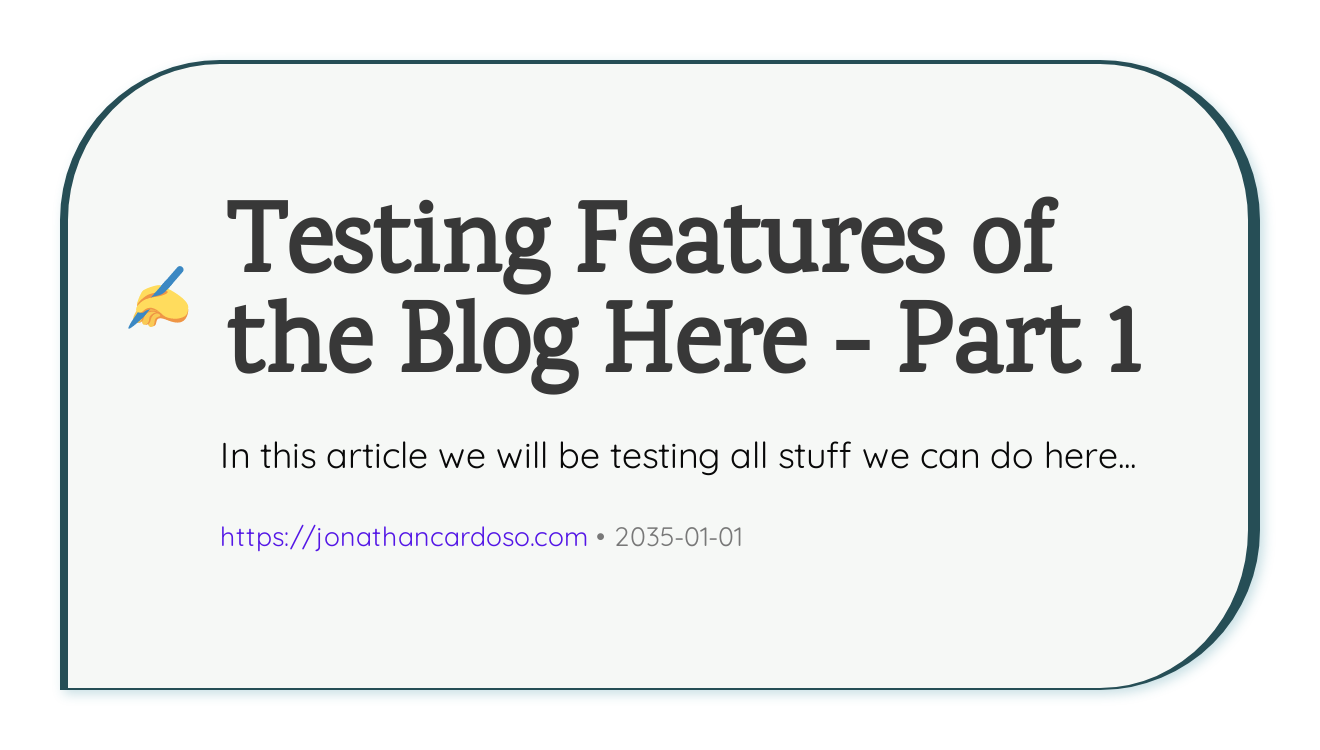 Testing Features of
the Blog Here - Part 1
In this article we will be testing all stuff we can do here...
https://jonathancardoso.com • 2035-01-01